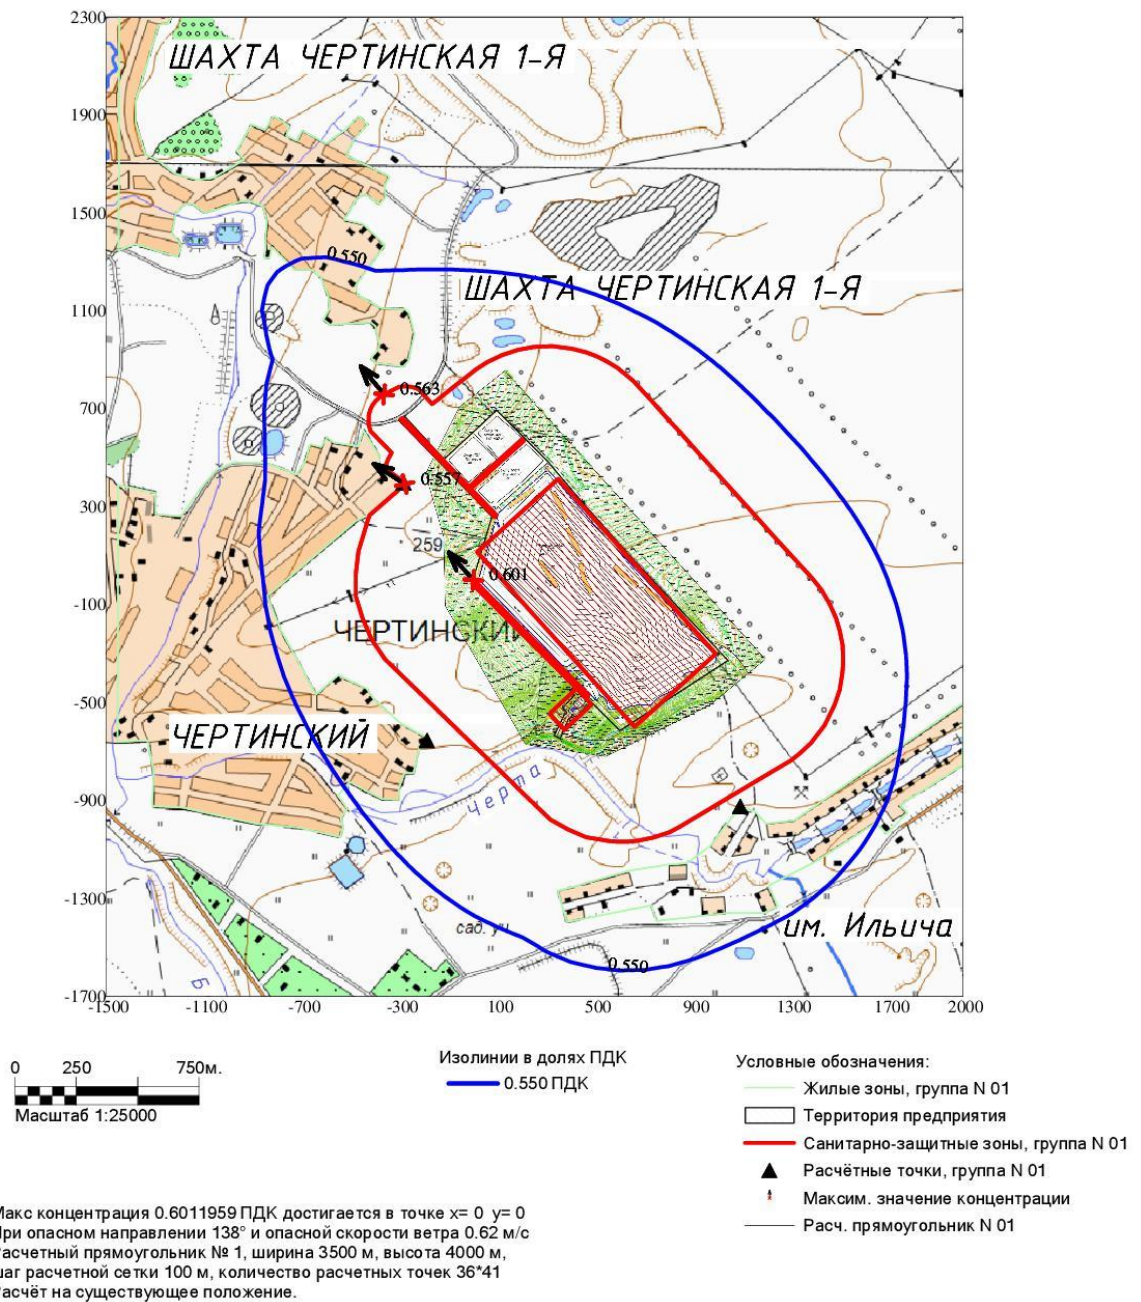 2300
ШАХТА ЧЕРТИНСКАЯ 1-Я
1900
1500
0.550
ШАХТА ЧЕРТИНСКАЯ 1-Я
1100
0.563
700
0.557
300
259
0.601
-100
ЧЕРТИНСКИЙ
-500
ЧЕРТИНСКИЙ
Черта
-900
-1300
сад. уч
им. Ильича
0.550
Б
-1700
-1500 -1100 -700 -300 100 500 900 1300 1700 2000
0 250 750м.
Масштаб 1:25000
Изолинии в долях ПДК
0.550 ПДК
Условные обозначения:
Жилые зоны, группа N 01
Территория предприятия
Санитарно-защитные зоны, группа N 01
Расчётные точки, группа N 01
Максим. значение концентрации
Расч. прямоугольник N 01
Макс концентрация 0.6011959 ПДК достигается в точке x= 0 y= 0
При опасном направлении 138° и опасной скорости ветра 0.62 м/с
Расчетный прямоугольник № 1, ширина 3500 м, высота 4000 м,
шаг расчетной сетки 100 м, количество расчетных точек 36*41
Расчёт на существующее положение.